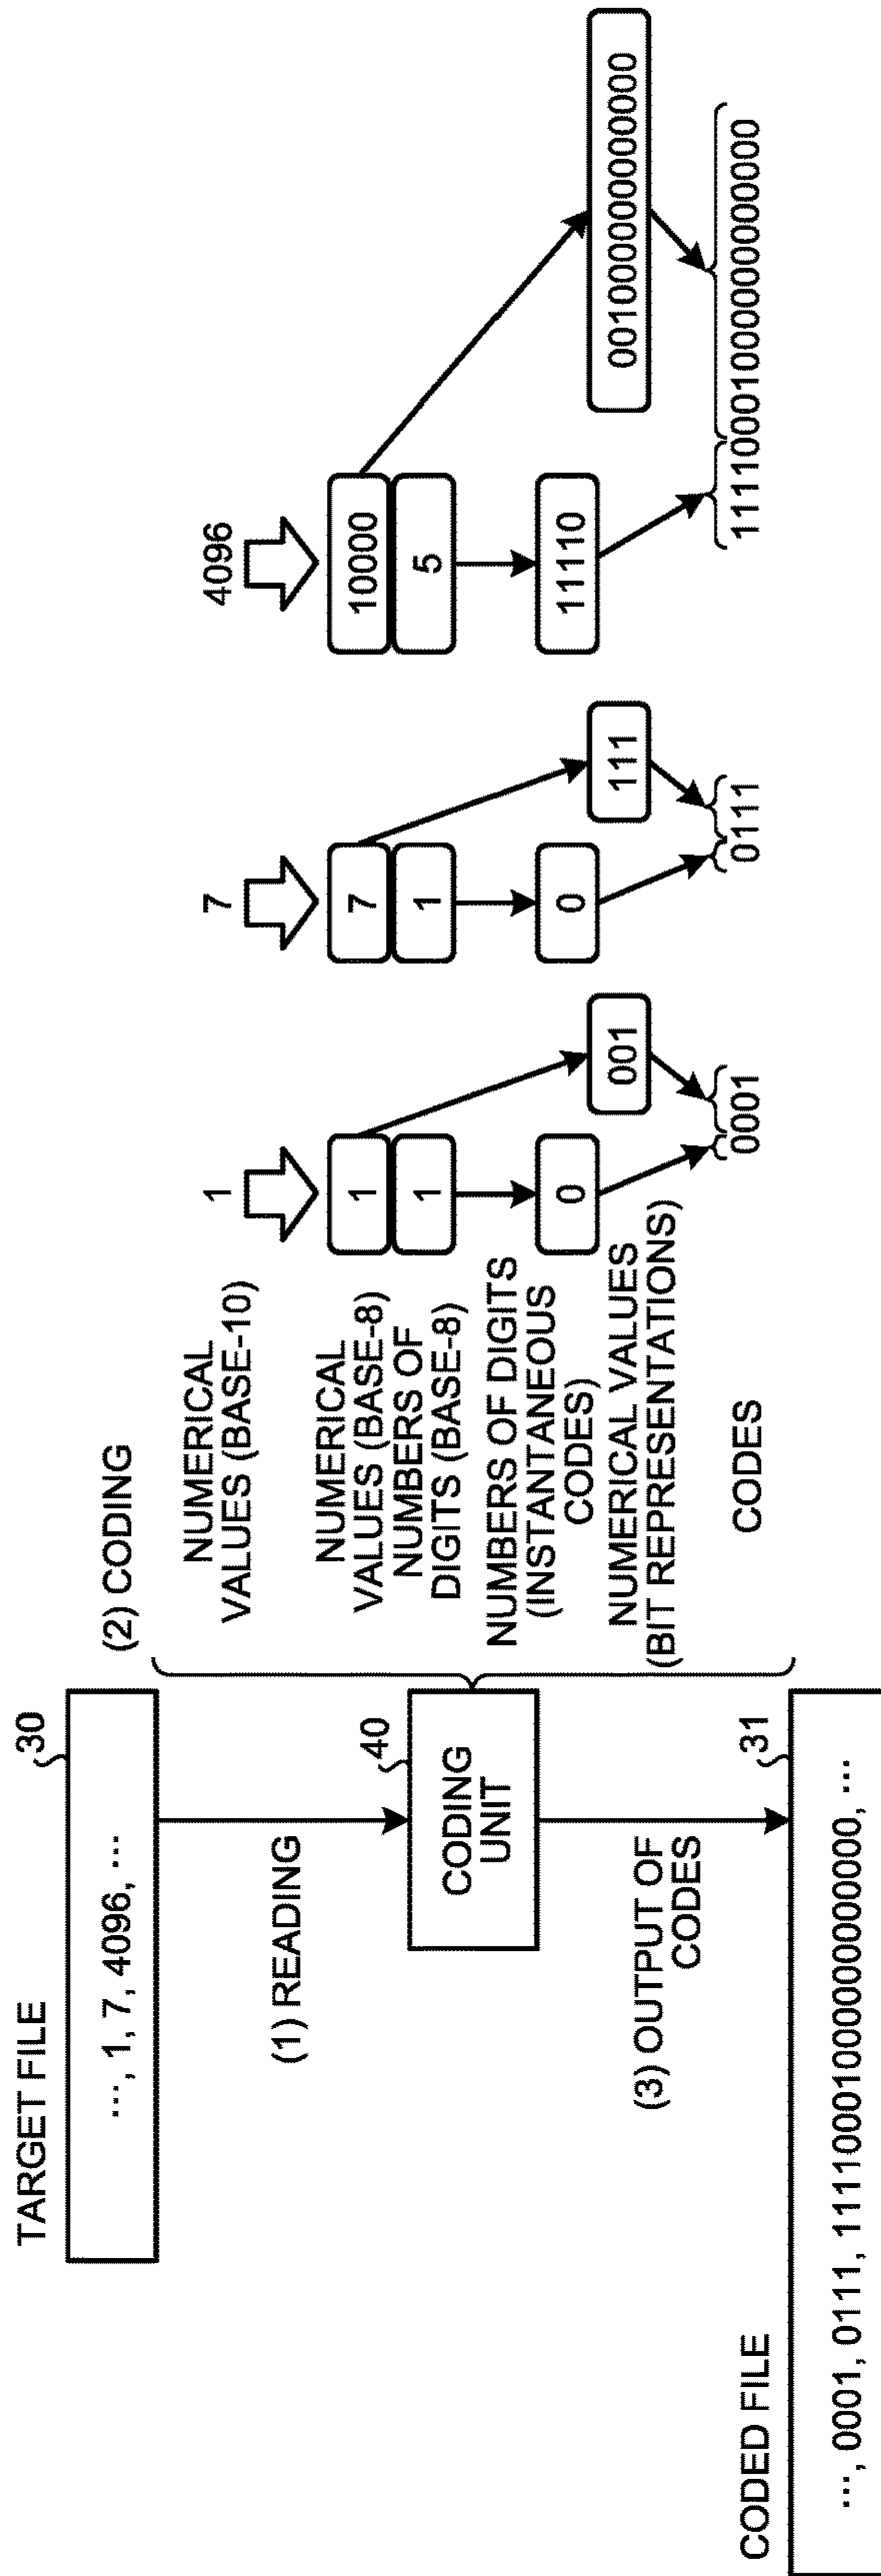 TARGET FILE
30
…, 1, 7, 4096, …
(1) READING
40
CODING
UNIT
(3) OUTPUT OF
CODES
CODED FILE
31
…, 0001, 0111, 11110001000000000000, …
(2) CODING
NUMERICAL
VALUES (BASE-10)
1
7
4096
NUMERICAL
VALUES (BASE-8)
1
7
10000
NUMBERS OF
DIGITS (BASE-8)
1
1
5
NUMBERS OF DIGITS
(INSTANTANEOUS
CODES)
0
0
11110
NUMERICAL VALUES
(BIT REPRESENTATIONS)
001
111
001000000000000
CODES
0001
0111
11110001000000000000